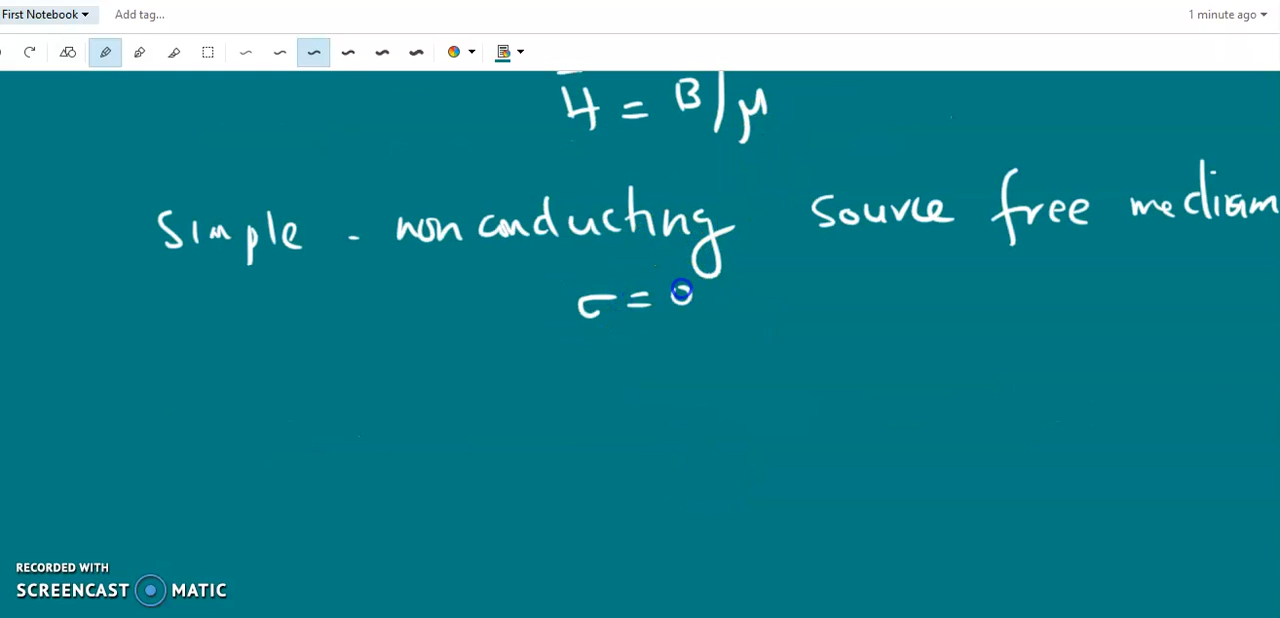 First Notebook Add tag... 1 minute ago
H = B/μ
Simple - non conducting source free medium
σ = 0
RECORDED WITH
SCREENCAST MATIC